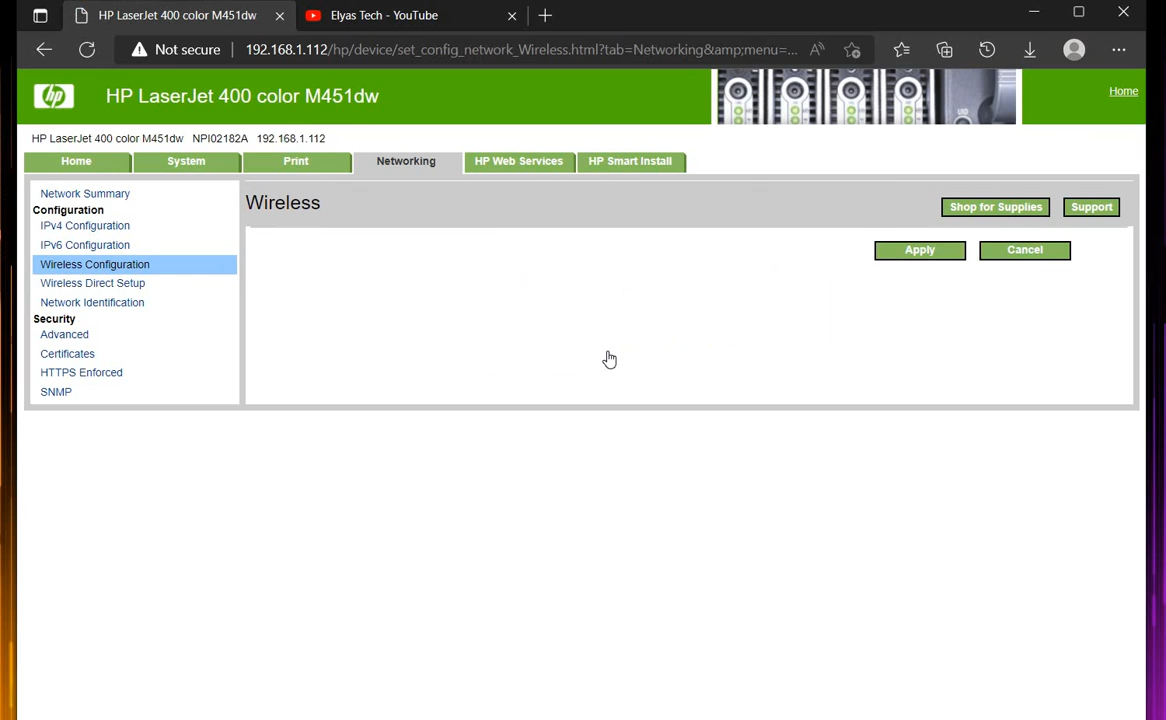 HP LaserJet 400 color M451dw
Elyas Tech - YouTube
Not secure
192.168.1.112/hp/device/set_config_network_Wireless.html?tab=Networking&amp;menu=...
hp
HP LaserJet 400 color M451dw
Home
HP LaserJet 400 color M451dw NPI02182A 192.168.1.112
Home
System
Print
Networking
HP Web Services
HP Smart Install
Network Summary
Configuration
IPv4 Configuration
IPv6 Configuration
Wireless Configuration
Wireless Direct Setup
Network Identification
Security
Advanced
Certificates
HTTPS Enforced
SNMP
Wireless
Shop for Supplies
Support
Apply
Cancel